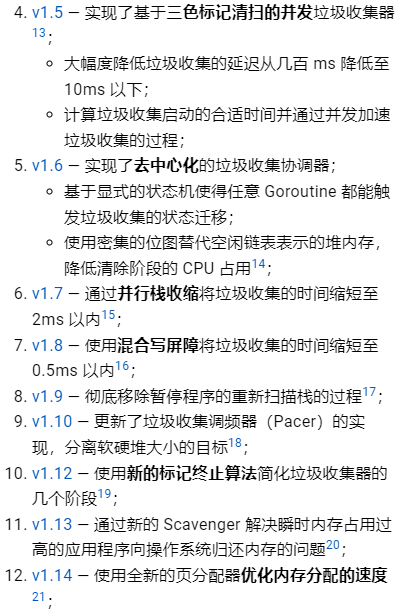 4. v1.5 — 实现了基于三色标记清扫的并发垃圾收集器
13；
大幅度降低垃圾收集的延迟从几百 ms 降低至
10ms 以下；
计算垃圾收集启动的合适时间并通过并发加速
垃圾收集的过程；
5. v1.6 — 实现了去中心化的垃圾收集协调器；
基于显式的状态机使得任意 Goroutine 都能触
发垃圾收集的状态迁移；
使用密集的位图替代空闲链表表示的堆内存，
降低清除阶段的 CPU 占用14；
6. v1.7 — 通过并行栈收缩将垃圾收集的时间缩短至
2ms 以内15；
7. v1.8 — 使用混合写屏障将垃圾收集的时间缩短至
0.5ms 以内16；
8. v1.9 — 彻底移除暂停程序的重新扫描栈的过程17；
9. v1.10 — 更新了垃圾收集调频器（Pacer）的实
现，分离软硬堆大小的目标18；
10. v1.12 — 使用新的标记终止算法简化垃圾收集器的
几个阶段19；
11. v1.13 — 通过新的 Scavenger 解决瞬时内存占用过
高的应用程序向操作系统归还内存的问题20；
12. v1.14 — 使用全新的页分配器优化内存分配的速度
21；